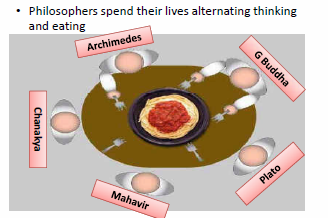 • Philosophers spend their lives alternating thinking
and eating
Archimedes
G Buddha
Chanakya
Plato
Mahavir